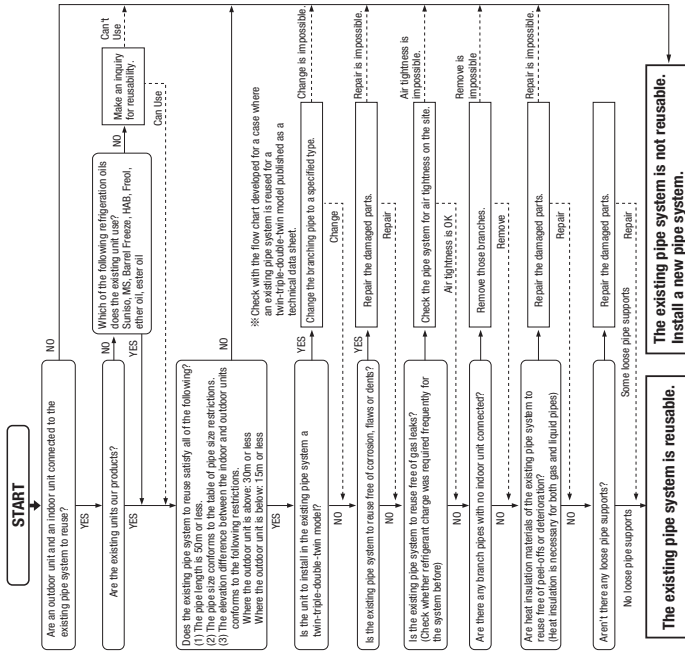 START
Are an outdoor unit and an indoor unit connected to the
existing pipe system to reuse?
NO
YES
Are the existing units our products?
NO
YES
Which of the following refrigeration oils
does the existing unit use?
Suniso, MS, Barrel Freeze, HAB, Freol,
ether oil, ester oil
NO
YES
Make an inquiry
for reusability.
Can't
Use
Can Use
Does the existing pipe system to reuse satisfy all of the following?
(1) The pipe length is 50m or less.
(2) The pipe size conforms to the table of pipe size restrictions.
(3) The elevation difference between the indoor and outdoor units
conforms to the following restrictions.
Where the outdoor unit is above: 30m or less
Where the outdoor unit is below: 15m or less
NO
YES
※Check with the flow chart developed for a case where
an existing pipe system is reused for a
twin-triple-double-twin model published as a
technical data sheet.
Is the unit to install in the existing pipe system a
twin-triple-double-twin model?
YES
Change the branching pipe to a specified type.
Change is impossible.
Change
NO
Is the existing pipe system to reuse free of corrosion, flaws or dents?
YES
Repair the damaged parts.
Repair is impossible.
Repair
NO
Is the existing pipe system to reuse free of gas leaks?
(Check whether refrigerant charge was required frequently for
the system before)
Check the pipe system for air tightness on the site.
Air tightness is
impossible.
Air tightness is OK
NO
Are there any branch pipes with no indoor unit connected?
Remove those branches.
Remove is
impossible
Remove
NO
Are heat insulation materials of the existing pipe system to
reuse free of peel-offs or deterioration?
(Heat insulation is necessary for both gas and liquid pipes)
Repair the damaged parts.
Repair is impossible.
Repair
NO
Aren't there any loose pipe supports?
Repair the damaged parts.
Repair
No loose pipe supports
Some loose pipe supports
The existing pipe system is reusable.
The existing pipe system is not reusable.
Install a new pipe system.